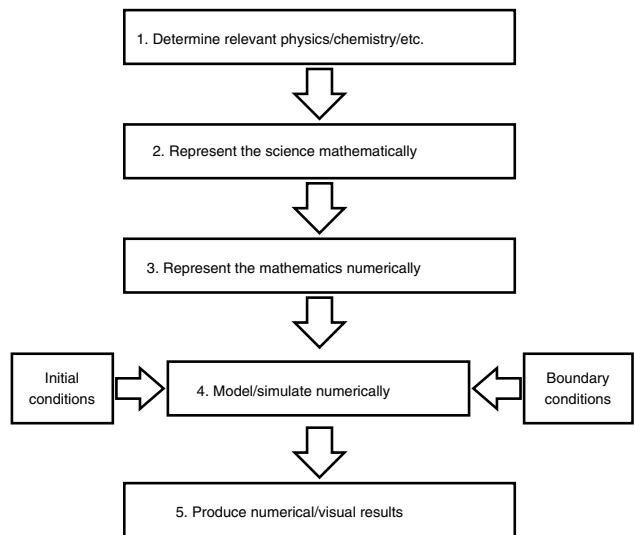 1. Determine relevant physics/chemistry/etc.
2. Represent the science mathematically
3. Represent the mathematics numerically
Initial
conditions
4. Model/simulate numerically
Boundary
conditions
5. Produce numerical/visual results